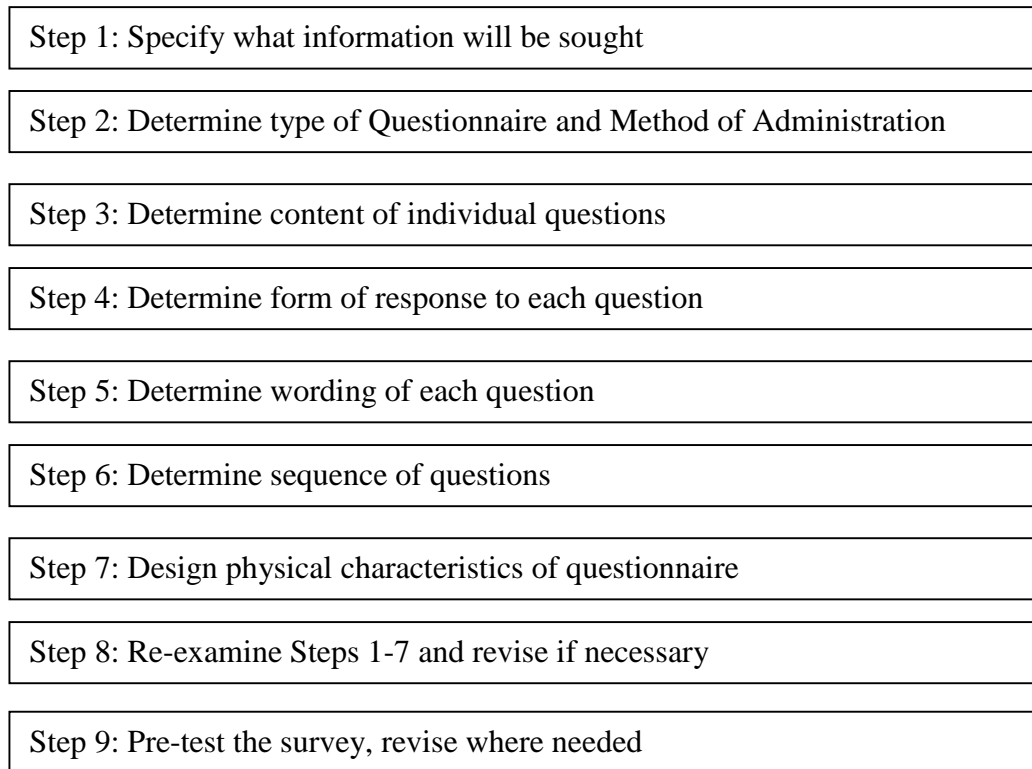 Step 1: Specify what information will be sought
Step 2: Determine type of Questionnaire and Method of Administration
Step 3: Determine content of individual questions
Step 4: Determine form of response to each question
Step 5: Determine wording of each question
Step 6: Determine sequence of questions
Step 7: Design physical characteristics of questionnaire
Step 8: Re-examine Steps 1-7 and revise if necessary
Step 9: Pre-test the survey, revise where needed